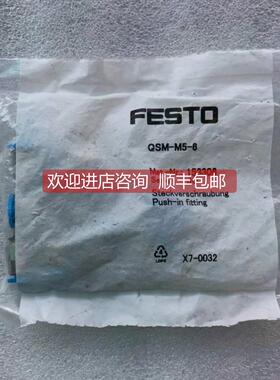 FESTO
QSM-M5-6
欢迎进店咨询 顺丰包邮
Steckverschraubung
Push-in fitting
X7-0032